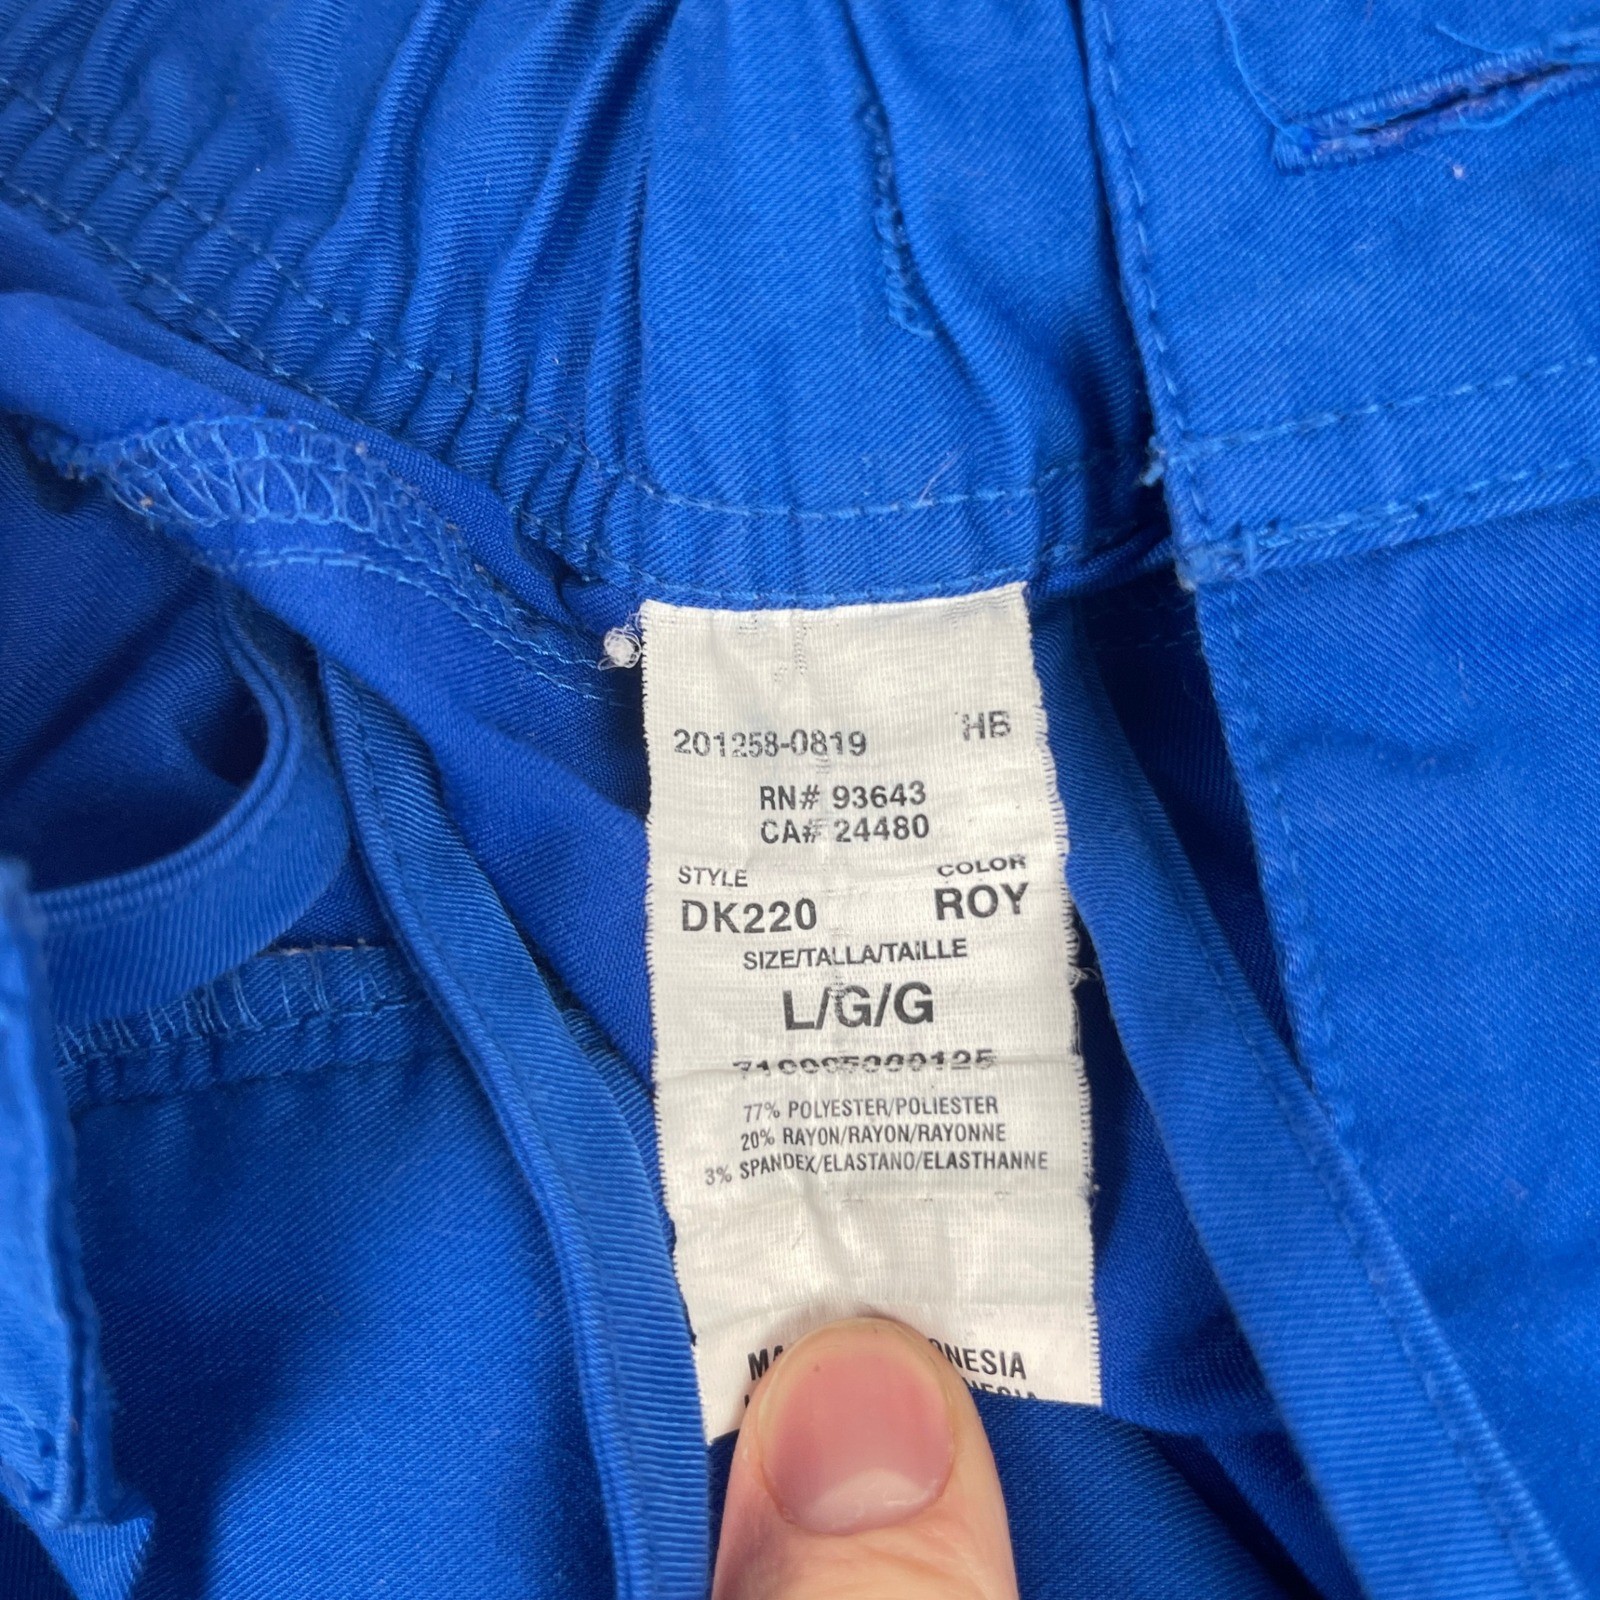 201258-0819 HB
RN# 93643
CA# 24480
STYLE COLOR
DK220 ROY
SIZE/TALLA/TAILLE
L/G/G
77% POLYESTER/POLIESTER
20% RAYON/RAYON/RAYONNE
3% SPANDEX/ELASTANO/ELASTHANNE